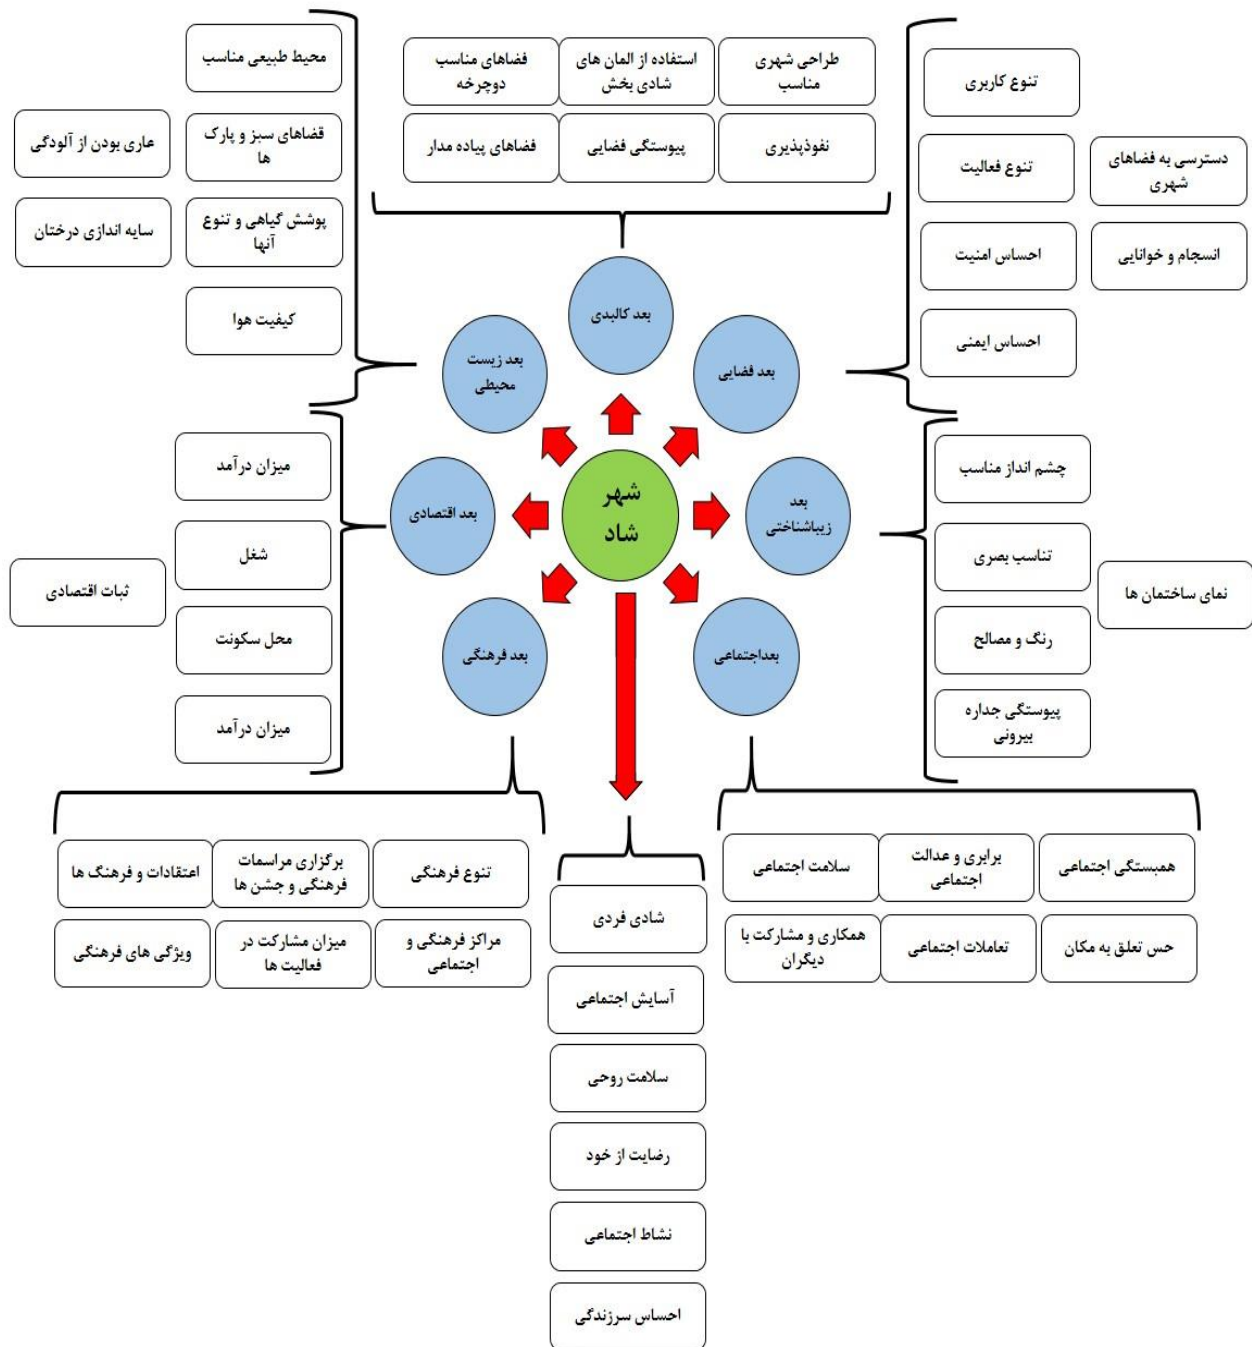 طراحی شهری
مناسب
استفاده از المان های
شادی بخش
فضاهای مناسب
دوچرخه
نفوذپذیری
پیوستگی فضایی
فضاهای پیاده مدار
تنوع کاربری
دسترسی به فضاهای
شهری
تنوع فعالیت
انسجام و خوانایی
احساس امنیت
احساس ایمنی
محیط طبیعی مناسب
قضاهای سبز و پارک
ها
عاری بودن از آلودگی
پوشش گیاهی و تنوع
آنها
سایه اندازی درختان
کیفیت هوا
بعد کالبدی
بعد فضایی
بعد زیست
محیطی
بعد
زیباشناختی
شهر
شاد
بعد اقتصادی
بعداجتماعی
بعد فرهنگی
چشم انداز مناسب
تناسب بصری
نمای ساختمان ها
رنگ و مصالح
پیوستگی جداره
بیرونی
میزان درآمد
شغل
ثبات اقتصادی
محل سکونت
میزان درآمد
همبستگی اجتماعی
برابری و عدالت
اجتماعی
سلامت اجتماعی
حس تعلق به مکان
تعاملات اجتماعی
همکاری و مشارکت با
دیگران
تنوع فرهنگی
برگزاری مراسمات
فرهنگی و جشن ها
اعتقادات و فرهنگ ها
مراکز فرهنگی و
اجتماعی
میزان مشارکت در
فعالیت ها
ویژگی های فرهنگی
شادی فردی
آسایش اجتماعی
سلامت روحی
رضایت از خود
نشاط اجتماعی
احساس سرزندگی